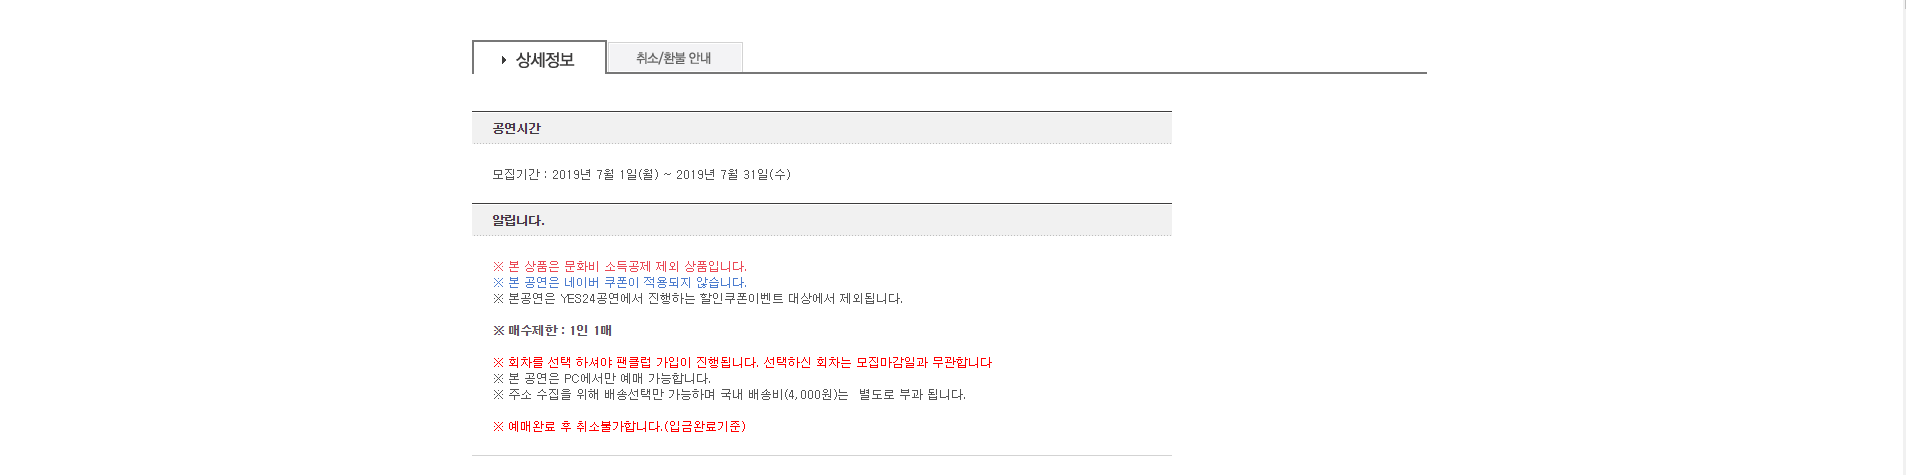 상세정보
취소/환불 안내
공연시간
모집기간 : 2019년 7월 1일(월) ~ 2019년 7월 31일(수)
알립니다.
※ 본 상품은 문화비 소득공제 제외 상품입니다.
※ 본 공연은 네이버 쿠폰이 적용되지 않습니다.
※ 본공연은 YES24공연에서 진행하는 할인쿠폰이벤트 대상에서 제외됩니다.
※ 매수제한 : 1인 1매
※ 회차를 선택 하셔야 팬클럽 가입이 진행됩니다. 선택하신 회차는 모집마감일과 무관합니다
※ 본 공연은 PC에서만 예매 가능합니다.
※ 주소 수집을 위해 배송선택만 가능하며 국내 배송비(4,000원)는  별도로 부과 됩니다.
※ 예매완료 후 취소불가합니다.(입금완료기준)